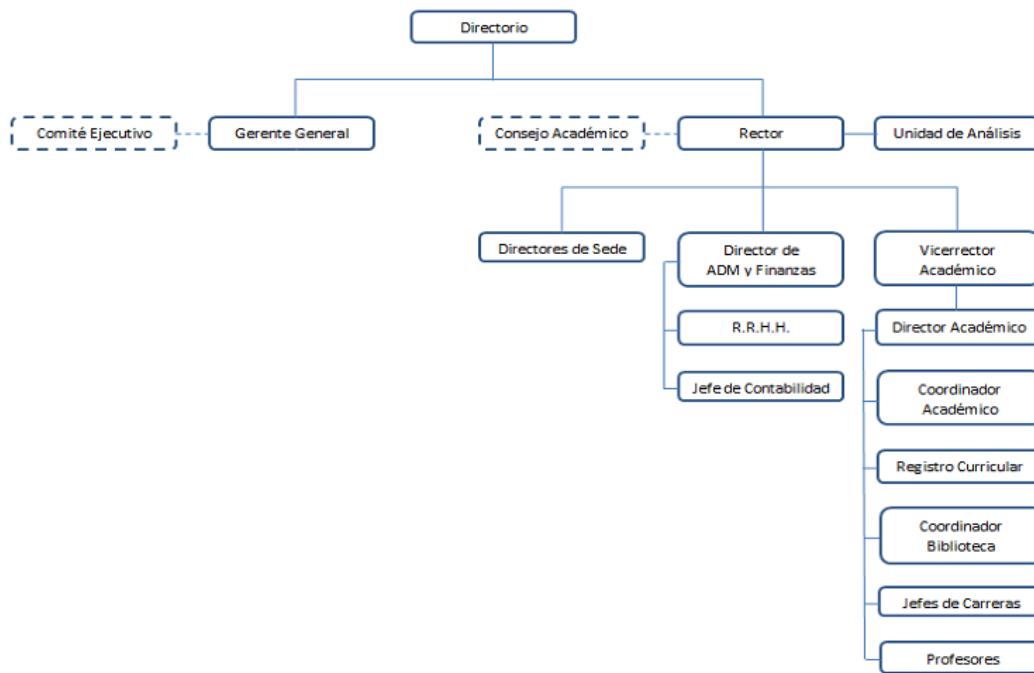 Directorio
Comité Ejecutivo
Gerente General
Consejo Académico
Rector
Unidad de Análisis
Directores de Sede
Director de
ADM y Finanzas
Vicerrector
Académico
R.R.H.H.
Director Académico
Jefe de Contabilidad
Coordinador
Académico
Registro Curricular
Coordinador
Biblioteca
Jefes de Carreras
Profesores